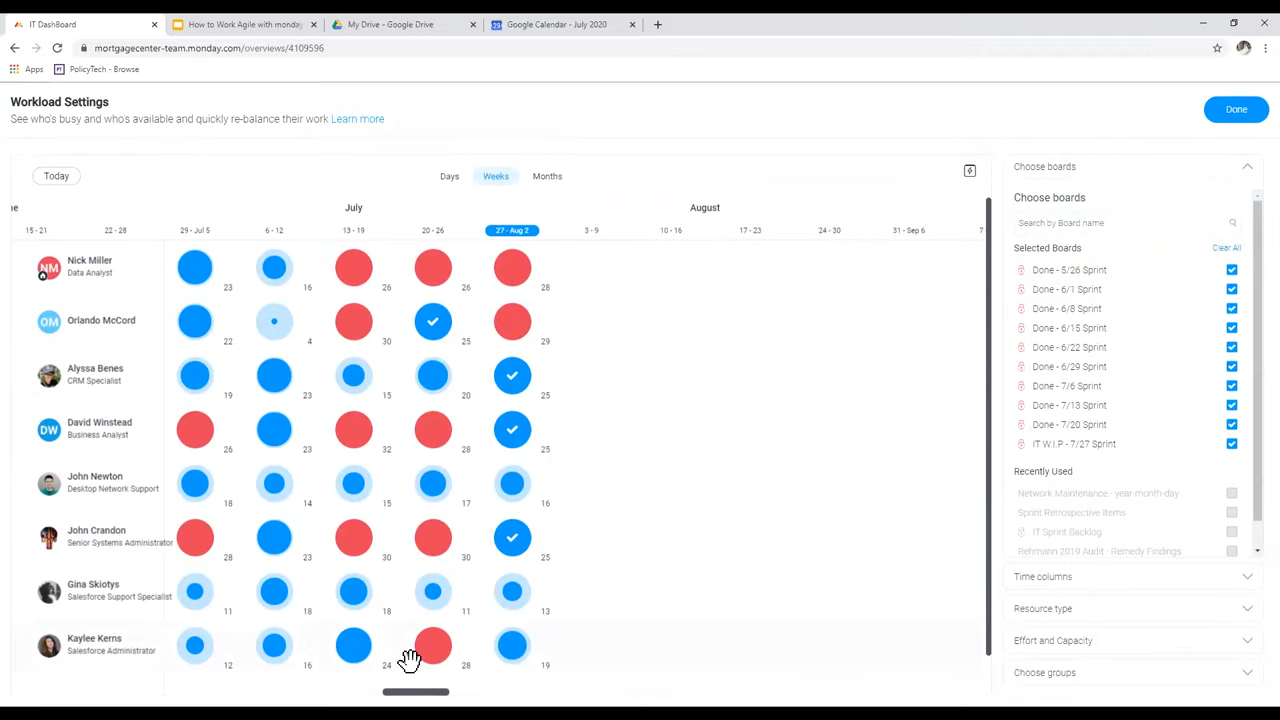 IT DashBoard
How to Work Agile with monday
My Drive - Google Drive
Google Calendar - July 2020
mortgagecenter-team.monday.com/overviews/4109596
Apps
PT
PolicyTech - Browse
Workload Settings
See who's busy and who's available and quickly re-balance their work Learn more
Done
Today
Days
Weeks
Months
ne
July
August
15 - 21
22 - 28
29 - Jul 5
6 - 12
13 - 19
20 - 26
27 - Aug 2
3 - 9
10 - 16
17 - 23
24 - 30
31 - Sep 6
7
NM
Nick Miller
Data Analyst
23
16
26
26
28
OM
Orlando McCord
22
4
30
25
29
Alyssa Benes
CRM Specialist
19
23
15
20
25
DW
David Winstead
Business Analyst
26
23
32
28
25
John Newton
Desktop Network Support
18
14
15
17
16
John Crandon
Senior Systems Administrator
28
23
30
30
25
Gina Skiotys
Salesforce Support Specialist
11
18
18
11
13
Kaylee Kerns
Salesforce Administrator
12
16
24
28
19
Choose boards
Choose boards
Search by Board name
Selected Boards
Clear All
Done - 5/26 Sprint
Done - 6/1 Sprint
Done - 6/8 Sprint
Done - 6/15 Sprint
Done - 6/22 Sprint
Done - 6/29 Sprint
Done - 7/6 Sprint
Done - 7/13 Sprint
Done - 7/20 Sprint
IT W.I.P - 7/27 Sprint
Recently Used
Network Maintenance - year-month-day
Sprint Retrospective Items
IT Sprint Backlog
Rehmann 2019 Audit - Remedy Findings
Time columns
Resource type
Effort and Capacity
Choose groups